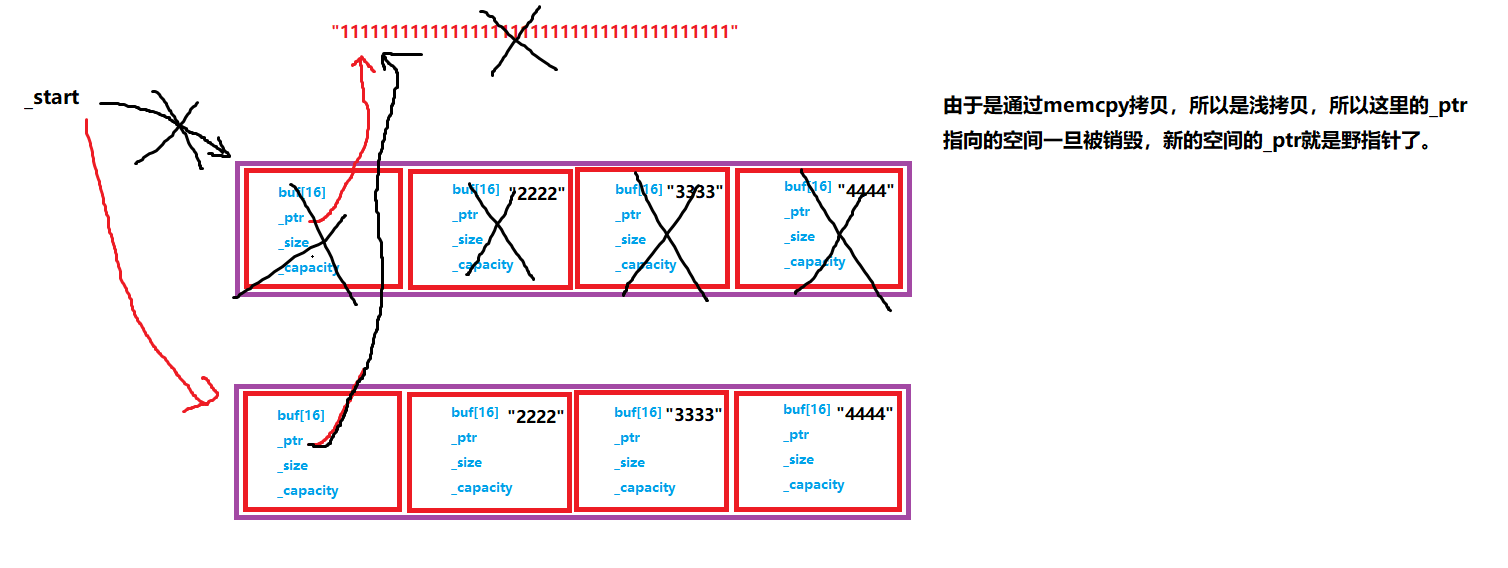 "111111111111111111111111111111111111111"
_start
由于是通过memcpy拷贝，所以是浅拷贝，所以这里的_ptr
指向的空间一旦被销毁，新的空间的_ptr就是野指针了。
buf[16]
_ptr
_size
_capacity
buf[16] "2222"
_ptr
_size
_capacity
buf[16] "3333"
_ptr
_size
_capacity
buf[16] "4444"
_ptr
_size
_capacity
buf[16]
_ptr
_size
_capacity
buf[16] "2222"
_ptr
_size
_capacity
buf[16] "3333"
_ptr
_size
_capacity
buf[16] "4444"
_ptr
_size
_capacity